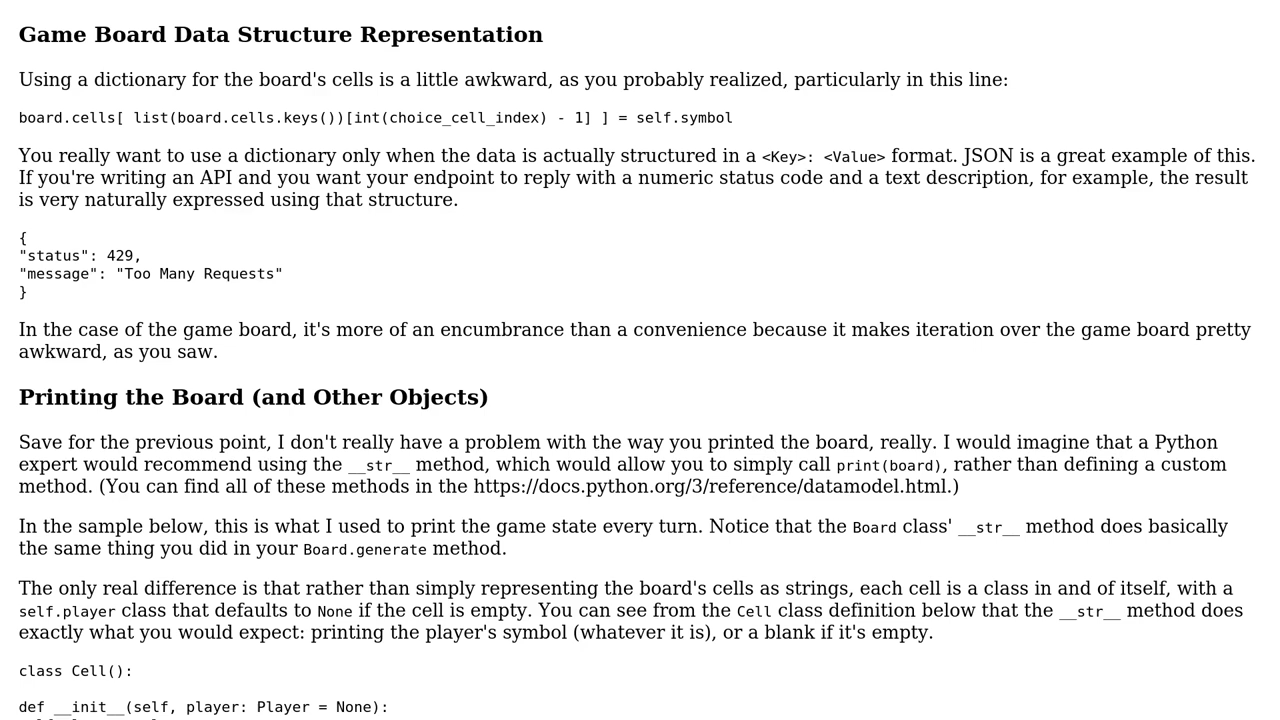 Game Board Data Structure Representation
Using a dictionary for the board's cells is a little awkward, as you probably realized, particularly in this line:
board.cells[ list(board.cells.keys())[int(choice_cell_index) - 1] ] = self.symbol
You really want to use a dictionary only when the data is actually structured in a <Key>: <Value> format. JSON is a great example of this.
If you're writing an API and you want your endpoint to reply with a numeric status code and a text description, for example, the result
is very naturally expressed using that structure.
{
"status": 429,
"message": "Too Many Requests"
}
In the case of the game board, it's more of an encumbrance than a convenience because it makes iteration over the game board pretty
awkward, as you saw.
Printing the Board (and Other Objects)
Save for the previous point, I don't really have a problem with the way you printed the board, really. I would imagine that a Python
expert would recommend using the __str__ method, which would allow you to simply call print(board), rather than defining a custom
method. (You can find all of these methods in the https://docs.python.org/3/reference/datamodel.html.)
In the sample below, this is what I used to print the game state every turn. Notice that the Board class' __str__ method does basically
the same thing you did in your Board.generate method.
The only real difference is that rather than simply representing the board's cells as strings, each cell is a class in and of itself, with a
self.player class that defaults to None if the cell is empty. You can see from the Cell class definition below that the __str__ method does
exactly what you would expect: printing the player's symbol (whatever it is), or a blank if it's empty.
class Cell():
def __init__(self, player: Player = None):